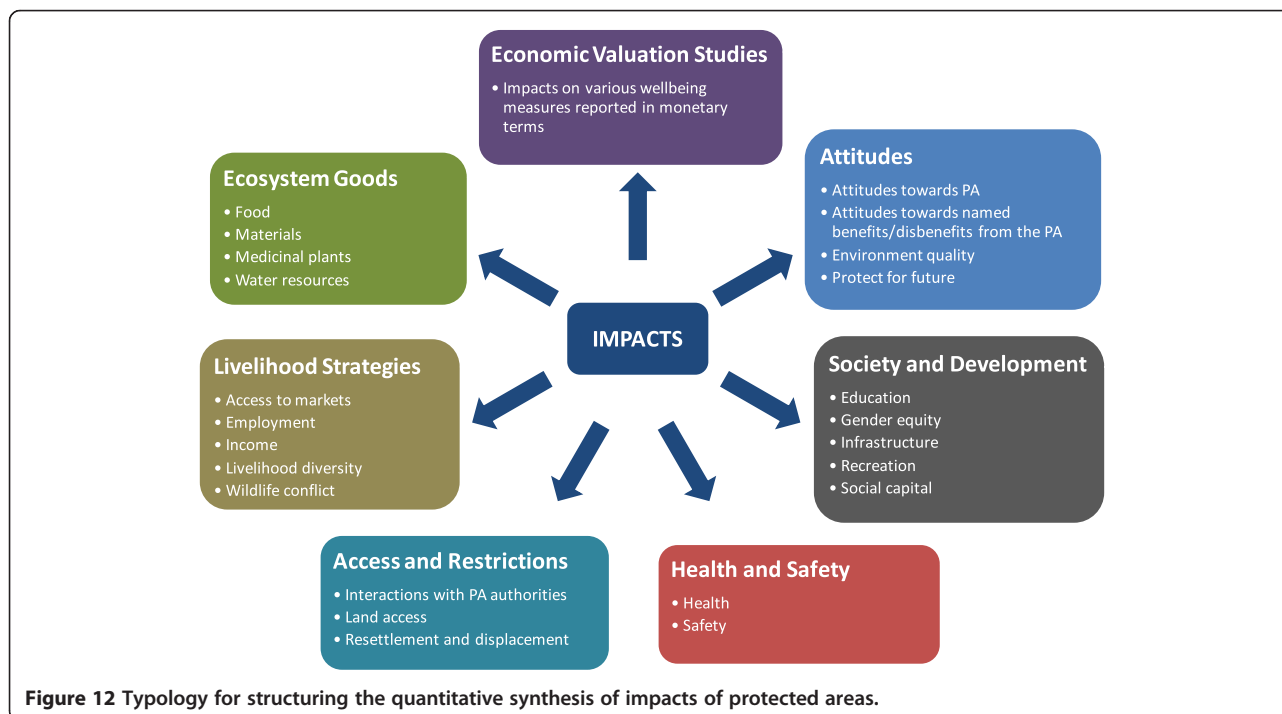 Economic Valuation Studies
• Impacts on various wellbeing
measures reported in monetary
terms
Attitudes
• Attitudes towards PA
• Attitudes towards named
benefits/disbenefits from the PA
• Environment quality
• Protect for future
Ecosystem Goods
• Food
• Materials
• Medicinal plants
• Water resources
IMPACTS
Livelihood Strategies
• Access to markets
• Employment
• Income
• Livelihood diversity
• Wildlife conflict
Society and Development
• Education
• Gender equity
• Infrastructure
• Recreation
• Social capital
Access and Restrictions
• Interactions with PA authorities
• Land access
• Resettlement and displacement
Health and Safety
• Health
• Safety
Figure 12 Typology for structuring the quantitative synthesis of impacts of protected areas.